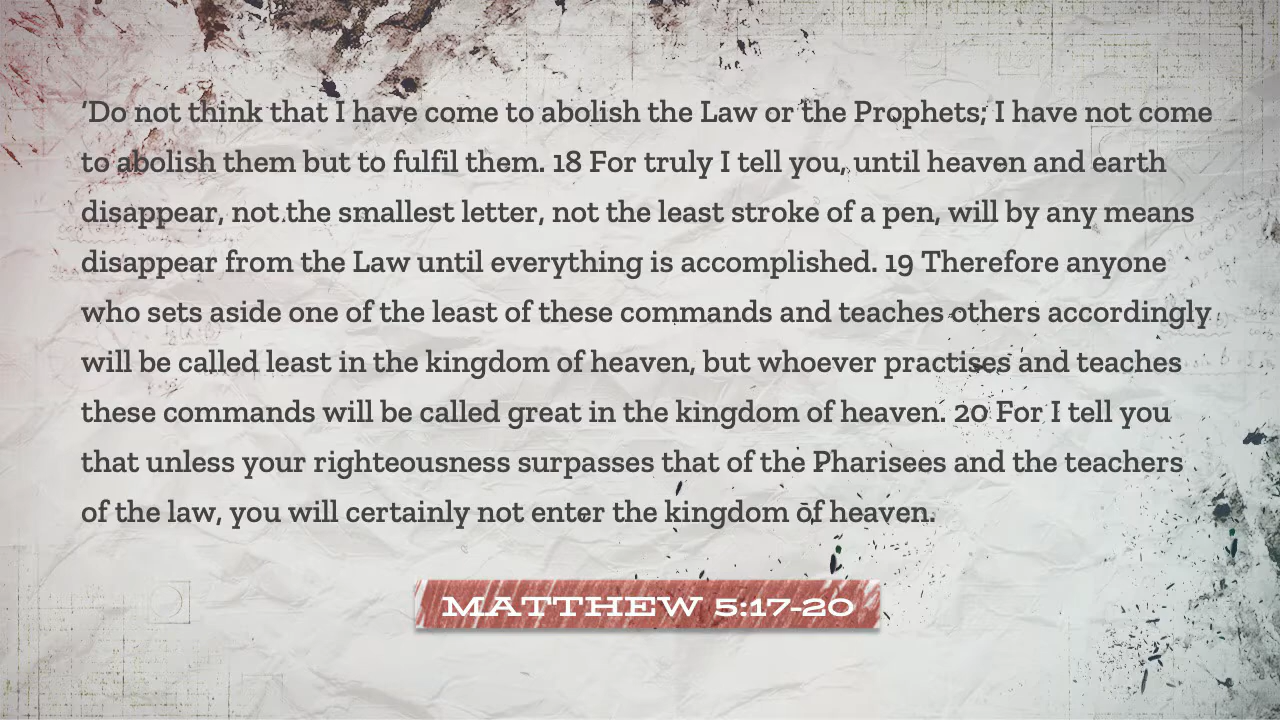 ‘Do not think that I have come to abolish the Law or the Prophets; I have not come
to abolish them but to fulfil them. 18 For truly I tell you, until heaven and earth
disappear, not the smallest letter, not the least stroke of a pen, will by any means
disappear from the Law until everything is accomplished. 19 Therefore anyone
who sets aside one of the least of these commands and teaches others accordingly
will be called least in the kingdom of heaven, but whoever practises and teaches
these commands will be called great in the kingdom of heaven. 20 For I tell you
that unless your righteousness surpasses that of the Pharisees and the teachers
of the law, you will certainly not enter the kingdom of heaven.
MATTHEW 5:17-20